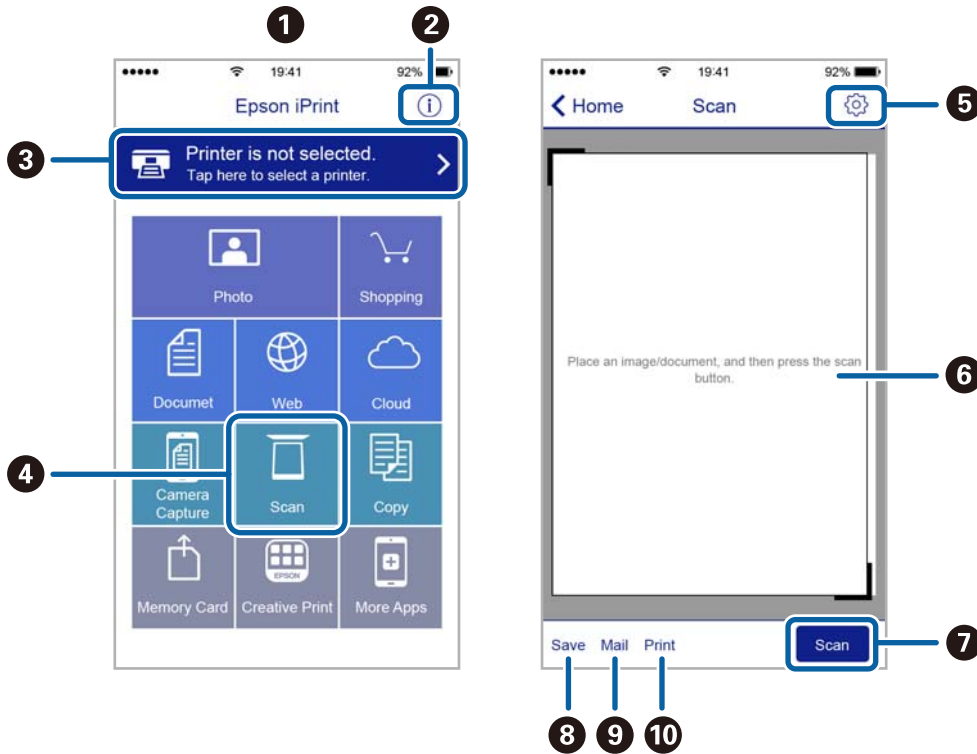 1
2
19:41
92%
Epson iPrint
i
3
Printer is not selected.
Tap here to select a printer.
Photo
Shopping
Documet
Web
Cloud
4
Camera
Capture
Scan
Copy
EPSON
Memory Card
Creative Print
More Apps
19:41
92%
Home
Scan
5
Place an image/document, and then press the scan
button.
6
Save
Mail
Print
Scan
7
8
9
10